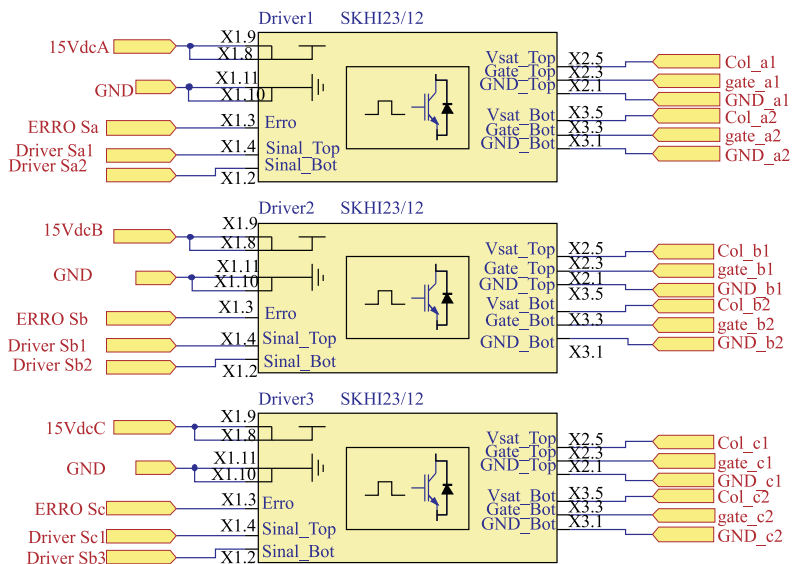 Driver1 SKHI23/12
15VdcA X1.9
X1.8
GND X1.11
X1.10
ERRO Sa X1.3 Erro
Driver Sa1 X1.4 Sinal_Top
Driver Sa2 X1.2 Sinal_Bot
Vsat_Top X2.5 Col_a1
Gate_Top X2.3 gate_a1
GND_Top X2.1 GND_a1
Vsat_Bot X3.5 Col_a2
Gate_Bot X3.3 gate_a2
GND_Bot X3.1 GND_a2
Driver2 SKHI23/12
15VdcB X1.9
X1.8
GND X1.11
X1.10
ERRO Sb X1.3 Erro
Driver Sb1 X1.4 Sinal_Top
Driver Sb2 X1.2 Sinal_Bot
Vsat_Top X2.5 Col_b1
Gate_Top X2.3 gate_b1
GND_Top X2.1 GND_b1
Vsat_Bot X3.5 Col_b2
Gate_Bot X3.3 gate_b2
GND_Bot X3.1 GND_b2
Driver3 SKHI23/12
15VdcC X1.9
X1.8
GND X1.11
X1.10
ERRO Sc X1.3 Erro
Driver Sc1 X1.4 Sinal_Top
Driver Sb3 X1.2 Sinal_Bot
Vsat_Top X2.5 Col_c1
Gate_Top X2.3 gate_c1
GND_Top X2.1 GND_c1
Vsat_Bot X3.5 Col_c2
Gate_Bot X3.3 gate_c2
GND_Bot X3.1 GND_c2